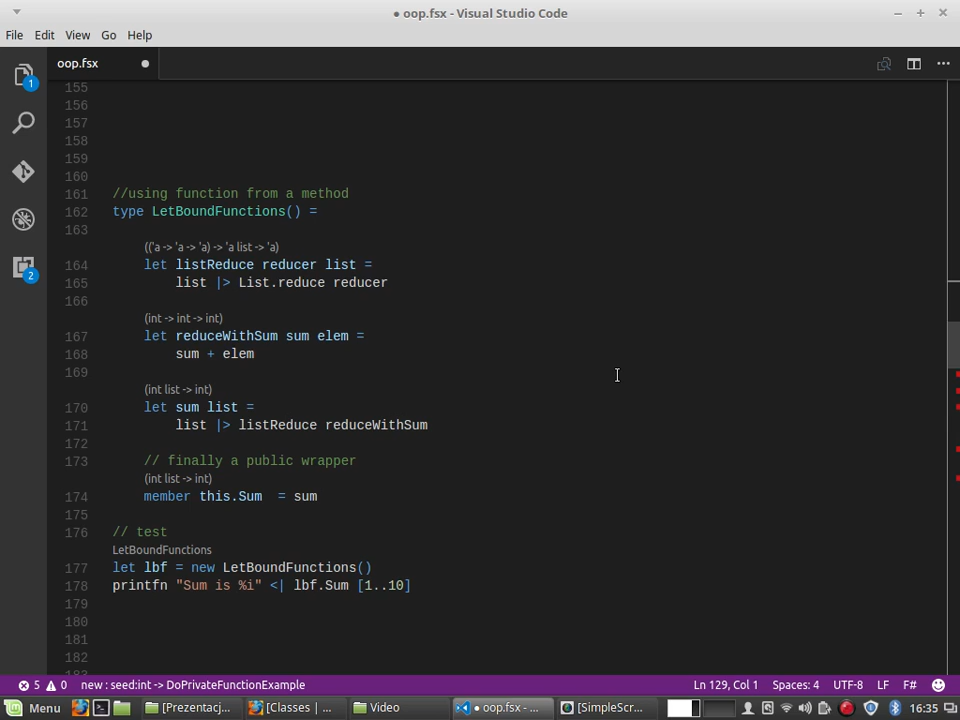 ● oop.fsx - Visual Studio Code
File Edit View Go Help
oop.fsx
1
2
155
156
157
158
159
160
161 //using function from a method
162 type LetBoundFunctions() =
163
(('a -> 'a -> 'a) -> 'a list -> 'a)
164 let listReduce reducer list =
165 list |> List.reduce reducer
166
(int -> int -> int)
167 let reduceWithSum sum elem =
168 sum + elem
169
(int list -> int)
170 let sum list =
171 list |> listReduce reduceWithSum
172
173 // finally a public wrapper
(int list -> int)
174 member this.Sum  = sum
175
176 // test
LetBoundFunctions
177 let lbf = new LetBoundFunctions()
178 printfn "Sum is %i" <| lbf.Sum [1..10]
179
180
181
182
5 0 new : seed:int -> DoPrivateFunctionExample Ln 129, Col 1 Spaces: 4 UTF-8 LF F#
Menu [Prezentacj... [Classes | ... Video ● oop.fsx - ... [SimpleScr... 16:35